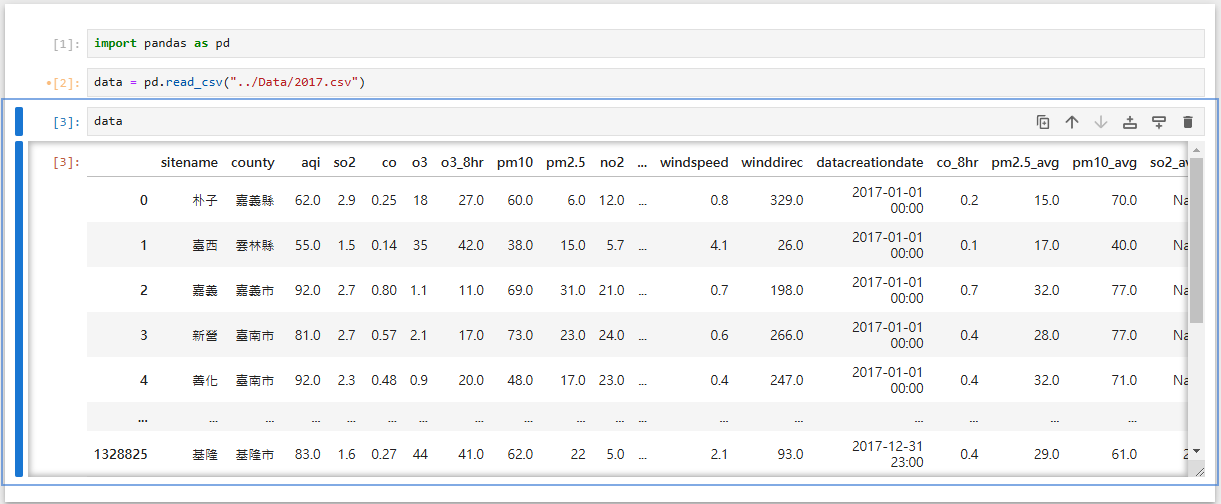 [1]: import pandas as pd
•[2]: data = pd.read_csv("../Data/2017.csv")
[3]: data
[3]: sitename county aqi so2 co o3 o3_8hr pm10 pm2.5 no2 ... windspeed winddirec datacreationdate co_8hr pm2.5_avg pm10_avg so2_av
0 朴子 嘉義縣 62.0 2.9 0.25 18 27.0 60.0 6.0 12.0 ... 0.8 329.0 2017-01-01 00:00 0.2 15.0 70.0 Na
1 臺西 雲林縣 55.0 1.5 0.14 35 42.0 38.0 15.0 5.7 ... 4.1 26.0 2017-01-01 00:00 0.1 17.0 40.0 Na
2 嘉義 嘉義市 92.0 2.7 0.80 1.1 11.0 69.0 31.0 21.0 ... 0.7 198.0 2017-01-01 00:00 0.7 32.0 77.0 Na
3 新營 臺南市 81.0 2.7 0.57 2.1 17.0 73.0 23.0 24.0 ... 0.6 266.0 2017-01-01 00:00 0.4 28.0 77.0 Na
4 善化 臺南市 92.0 2.3 0.48 0.9 20.0 48.0 17.0 23.0 ... 0.4 247.0 2017-01-01 00:00 0.4 32.0 71.0 Na
... ... ... ... ... ... ... ... ... ... ... ... ... ... ... ... ... ...
1328825 基隆 基隆市 83.0 1.6 0.27 44 41.0 62.0 22 5.0 ... 2.1 93.0 2017-12-31 23:00 0.4 29.0 61.0 2